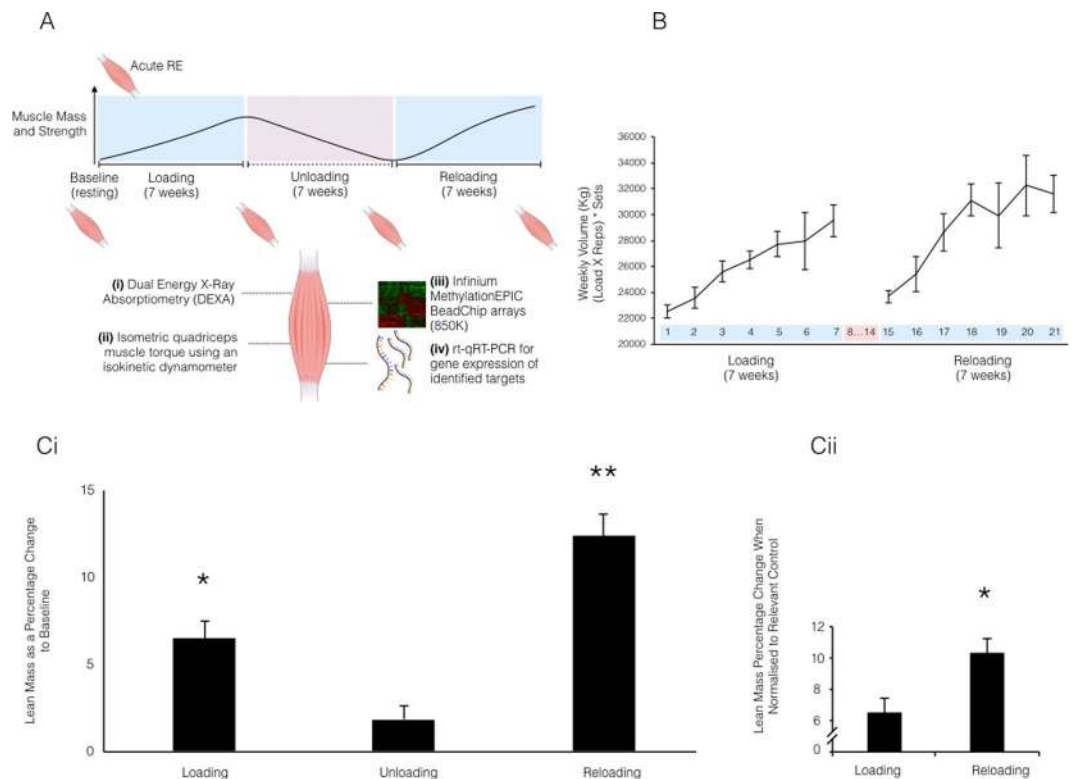 A
Acute RE
Muscle Mass
and Strength
Baseline
(resting)
Loading
(7 weeks)
Unloading
(7 weeks)
Reloading
(7 weeks)
(i) Dual Energy X-Ray
Absorptiometry (DEXA)
(ii) Isometric quadriceps
muscle torque using an
isokinetic dynamometer
(iii) Infinium
MethylationEPIC
BeadChip arrays
(850K)
(iv) rt-qRT-PCR for
gene expression of
identified targets
B
Weekly Volume (Kg)
(Load X Reps) * Sets
36000
34000
32000
30000
28000
26000
24000
22000
20000
1 2 3 4 5 6 7 8...14 15 16 17 18 19 20 21
Loading
(7 weeks)
Reloading
(7 weeks)
Ci
Lean Mass as a Percentage Change
to Baseline
15
10
5
0
*
**
Loading Unloading Reloading
Cii
Lean Mass Percentage Change When
Normalised to Relevant Control
12
10
8
6
0
*
Loading Reloading